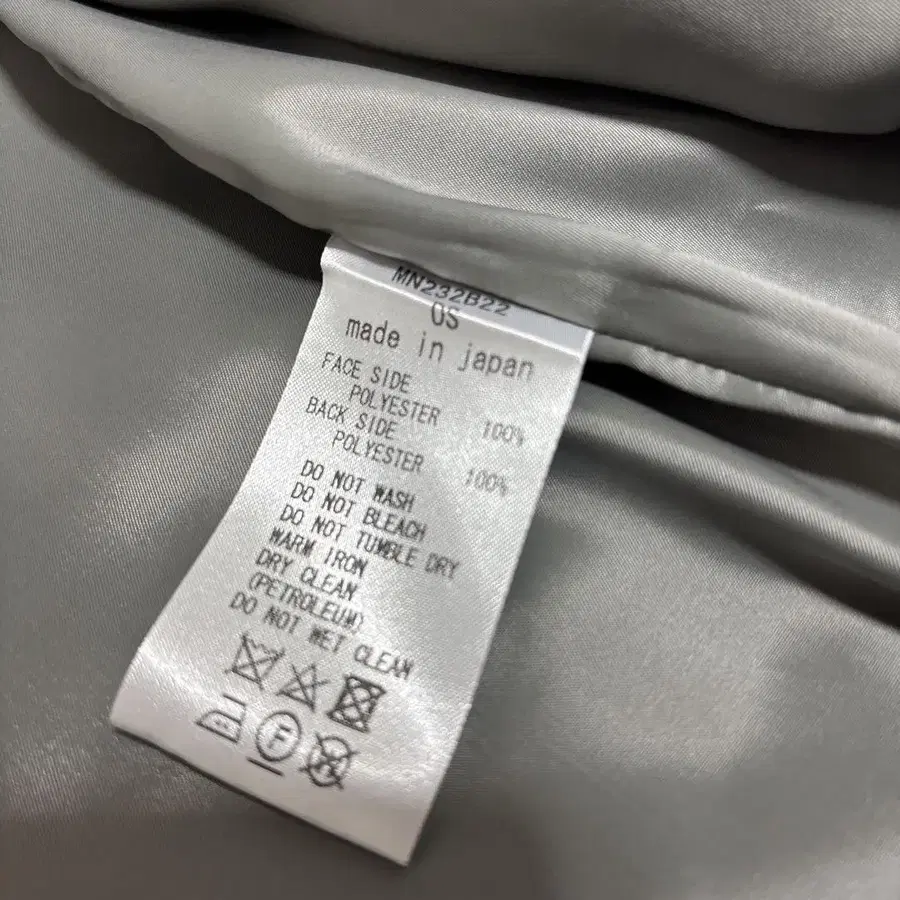 MN232B22
OS
made in japan
FACE SIDE
POLYESTER 100%
BACK SIDE
POLYESTER 100%
DO NOT WASH
DO NOT BLEACH
DO NOT TUMBLE DRY
WARM IRON
DRY CLEAN
(PETROLEUM)
DO NOT WET CLEAN
F